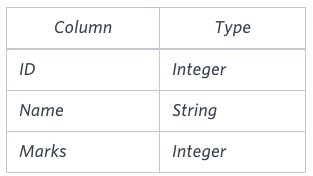 Column Type
ID Integer
Name String
Marks Integer